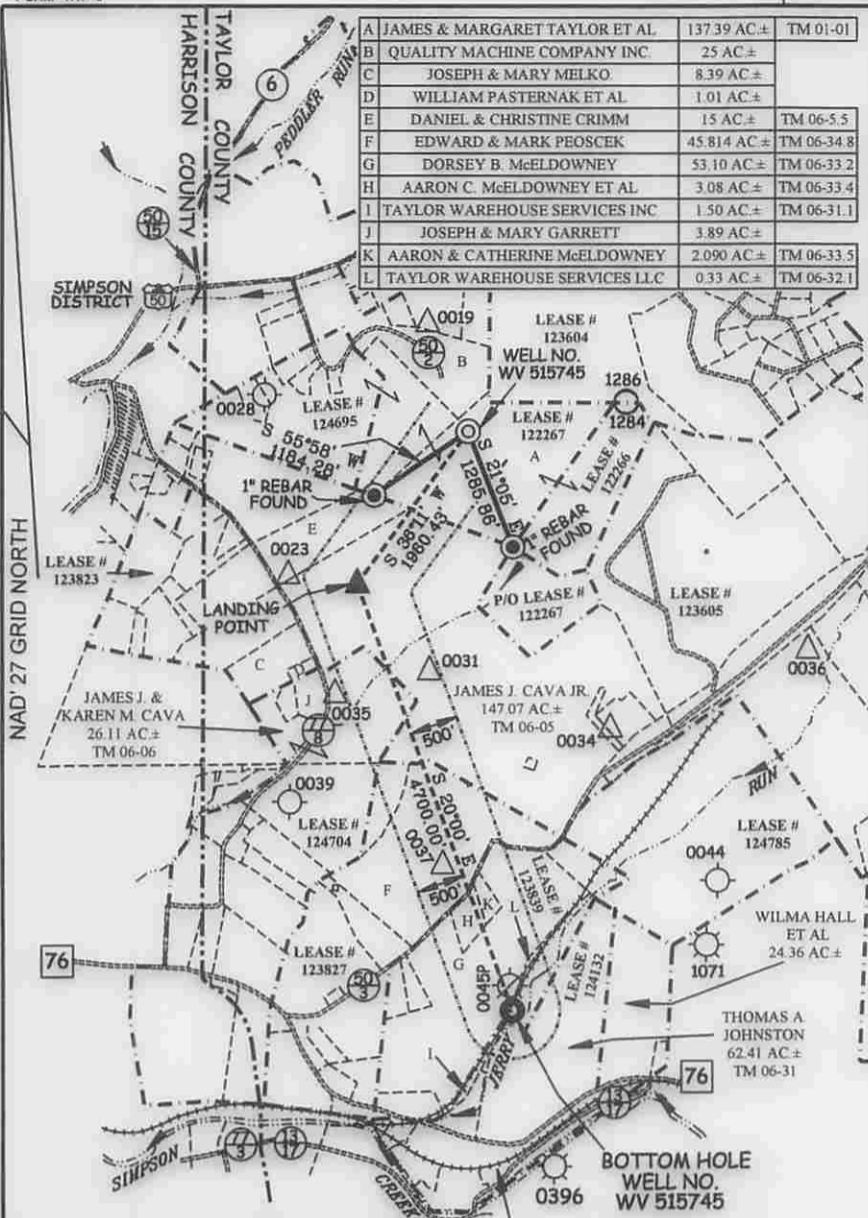 A JAMES & MARGARET TAYLOR ET AL 137.39 AC.± TM 01-01
B QUALITY MACHINE COMPANY INC. 25 AC.±
C JOSEPH & MARY MELKO 8.39 AC.±
D WILLIAM PASTERNAK ET AL 1.01 AC.±
E DANIEL & CHRISTINE CRIMM 15 AC.± TM 06-5.5
F EDWARD & MARK PEOSCEK 45.814 AC.± TM 06-34.8
G DORSEY B. McELDOWNEY 53.10 AC.± TM 06-33.2
H AARON C. McELDOWNEY ET AL 3.08 AC.± TM 06-33.4
I TAYLOR WAREHOUSE SERVICES INC 1.50 AC.± TM 06-31.1
J JOSEPH & MARY GARRETT 3.89 AC.±
K AARON & CATHERINE McELDOWNEY 2.090 AC.± TM 06-33.5
L TAYLOR WAREHOUSE SERVICES LLC 0.33 AC.± TM 06-32.1
TAYLOR COUNTY
HARRISON COUNTY
6
PEDDLER RUN
50
15
SIMPSON
DISTRICT
50
0019
50
2
B
LEASE #
123604
WELL NO.
WV 515745
0028
LEASE #
124695
1286
1284
LEASE #
122267
A
LEASE #
122266
S 55°58' W
1184.28'
1" REBAR
FOUND
S 21°05' E
1285.86'
1" REBAR
FOUND
S 38°11' W
1960.43'
E
0023
LEASE #
123823
LANDING
POINT
P/O LEASE #
122267
LEASE #
123605
NAD' 27 GRID NORTH
C
D
J
0031
0035
0036
JAMES J. &
KAREN M. CAVA
26.11 AC.±
TM 06-06
77
8
JAMES J. CAVA JR.
147.07 AC.±
TM 06-05
0034
500'
0039
LEASE #
124704
S 20°00' E
4700.00'
0037
500'
RUN
LEASE #
124785
0044
LEASE #
123839
F
K
H
L
G
WILMA HALL
ET AL
24.36 AC.±
1071
76
LEASE #
123827
50
3
0045P
LEASE #
124132
THOMAS A.
JOHNSTON
62.41 AC.±
TM 06-31
I
JERRY
76
13
17
77
3
13
17
SIMPSON
CREEK
0396
BOTTOM HOLE
WELL NO.
WV 515745